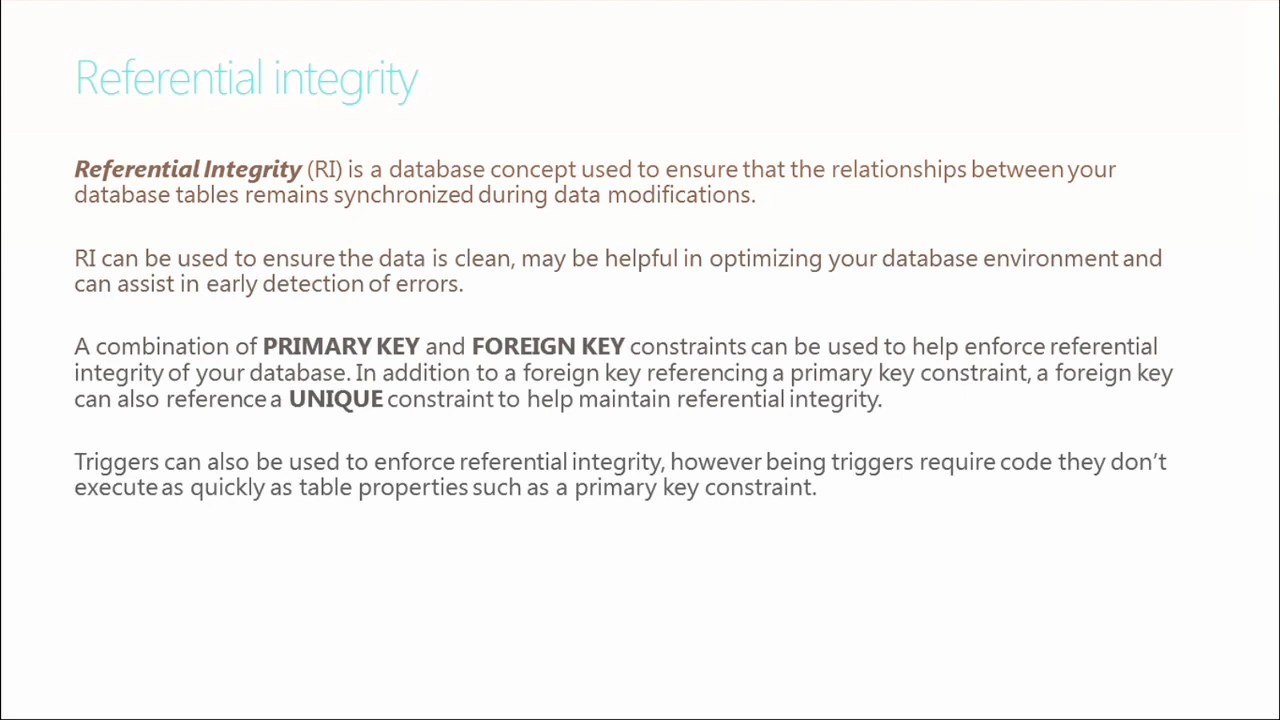 Referential integrity
Referential Integrity (RI) is a database concept used to ensure that the relationships between your
database tables remains synchronized during data modifications.
RI can be used to ensure the data is clean, may be helpful in optimizing your database environment and
can assist in early detection of errors.
A combination of PRIMARY KEY and FOREIGN KEY constraints can be used to help enforce referential
integrity of your database. In addition to a foreign key referencing a primary key constraint, a foreign key
can also reference a UNIQUE constraint to help maintain referential integrity.
Triggers can also be used to enforce referential integrity, however being triggers require code they don’t
execute as quickly as table properties such as a primary key constraint.